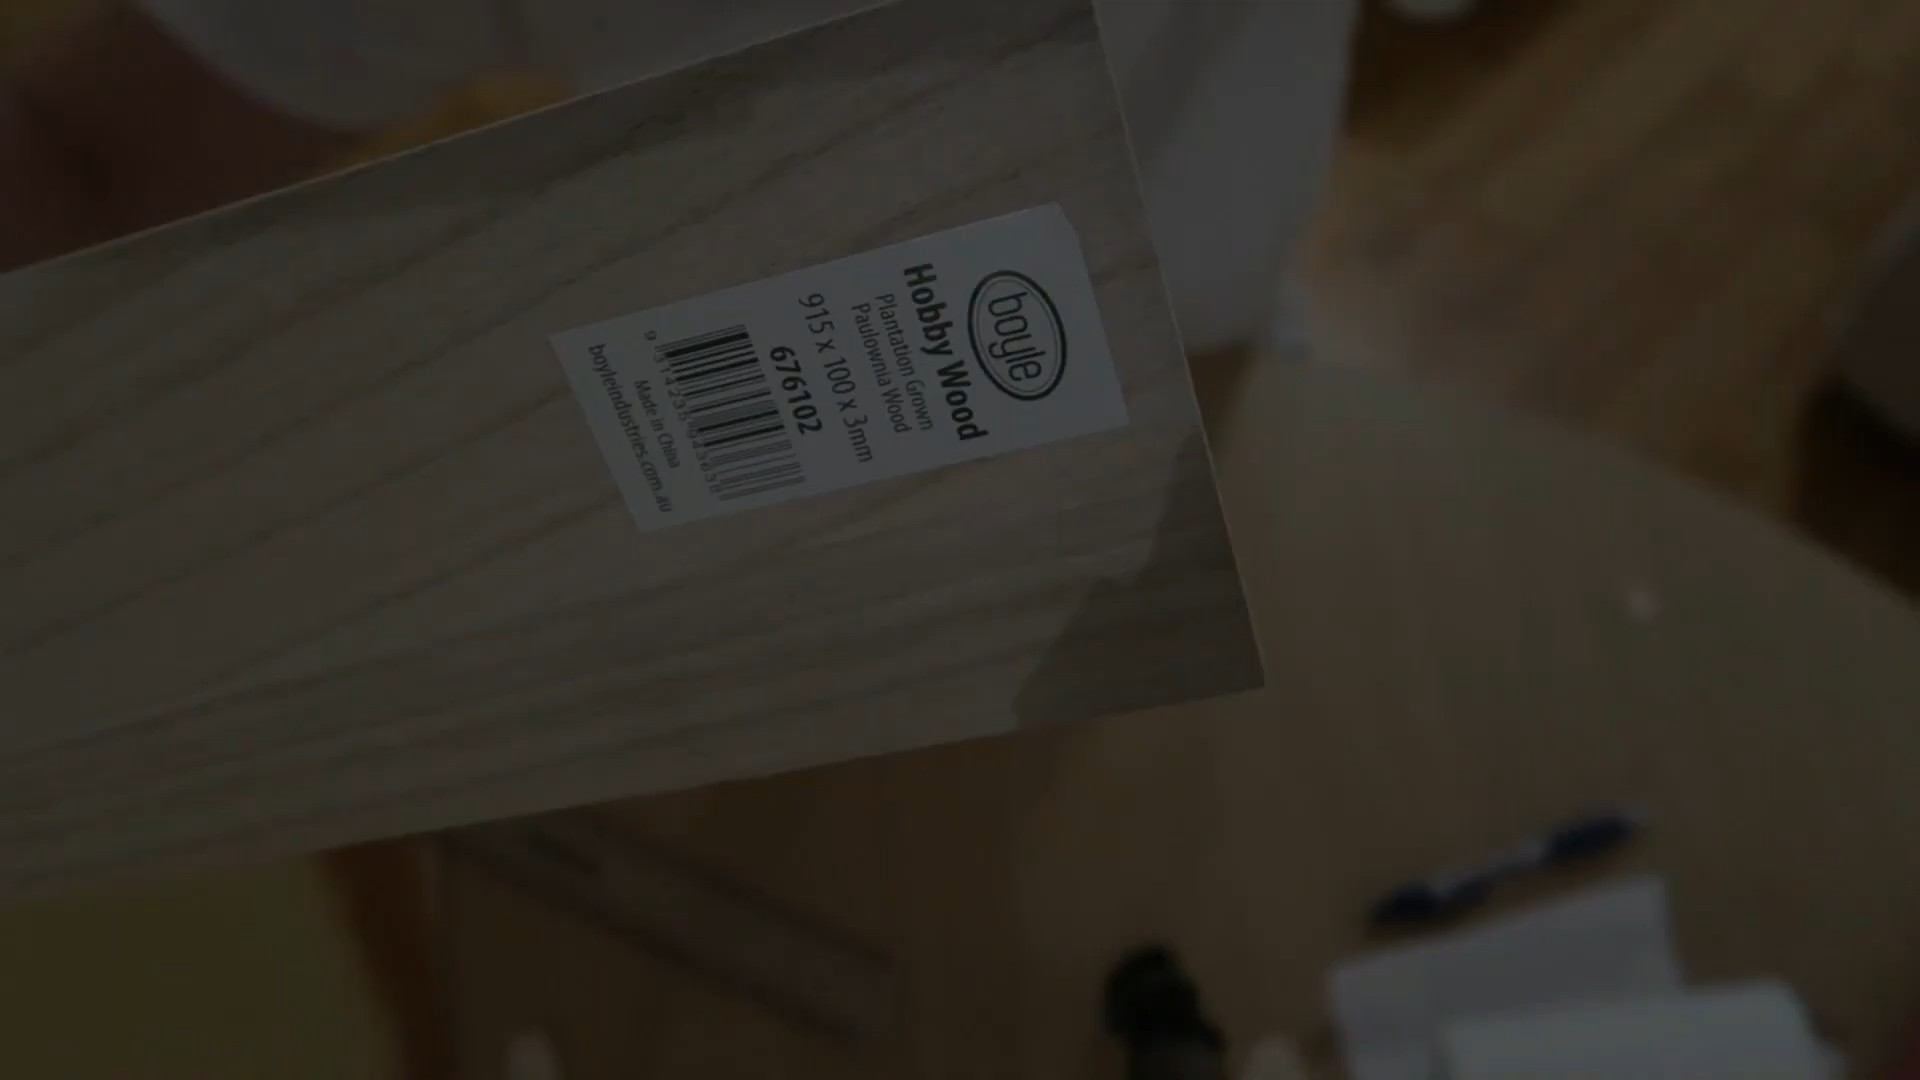 boyle
Hobby Wood
Plantation Grown
Paulownia Wood
915 x 100 x 3mm
676102
Made in China
boyleindustries.com.au